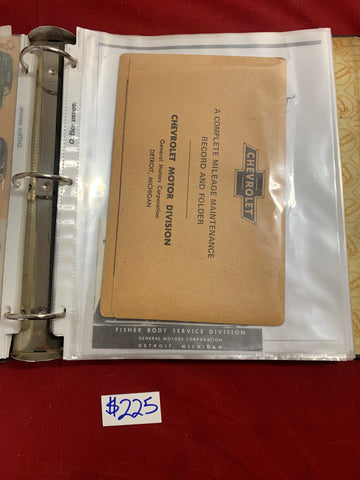 CHEVROLET
A COMPLETE MILEAGE MAINTENANCE
RECORD AND FOLDER
CHEVROLET MOTOR DIVISION
General Motors Corporation
DETROIT, MICHIGAN
FISHER BODY SERVICE DIVISION
GENERAL MOTORS CORPORATION
DETROIT, MICHIGAN
$225